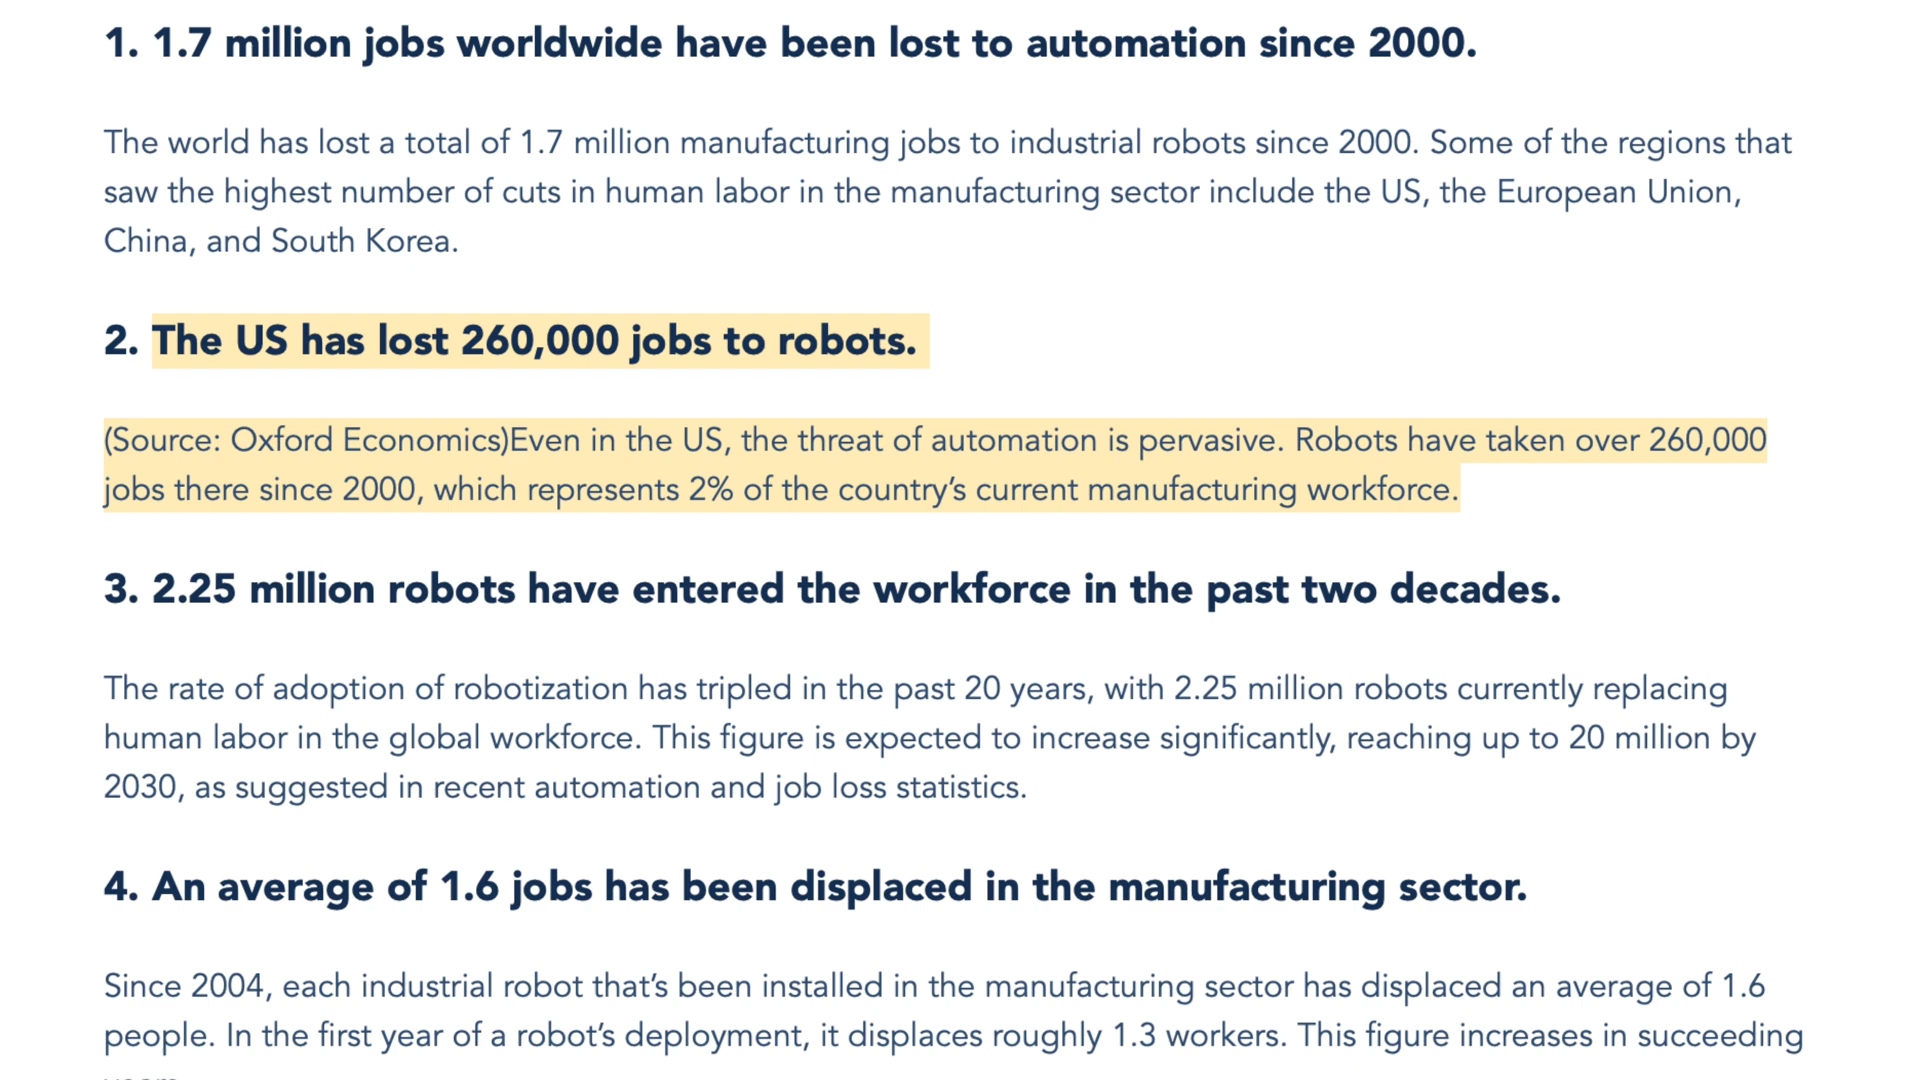 1. 1.7 million jobs worldwide have been lost to automation since 2000.
The world has lost a total of 1.7 million manufacturing jobs to industrial robots since 2000. Some of the regions that
saw the highest number of cuts in human labor in the manufacturing sector include the US, the European Union,
China, and South Korea.
2. The US has lost 260,000 jobs to robots.
(Source: Oxford Economics)Even in the US, the threat of automation is pervasive. Robots have taken over 260,000
jobs there since 2000, which represents 2% of the country’s current manufacturing workforce.
3. 2.25 million robots have entered the workforce in the past two decades.
The rate of adoption of robotization has tripled in the past 20 years, with 2.25 million robots currently replacing
human labor in the global workforce. This figure is expected to increase significantly, reaching up to 20 million by
2030, as suggested in recent automation and job loss statistics.
4. An average of 1.6 jobs has been displaced in the manufacturing sector.
Since 2004, each industrial robot that’s been installed in the manufacturing sector has displaced an average of 1.6
people. In the first year of a robot’s deployment, it displaces roughly 1.3 workers. This figure increases in succeeding